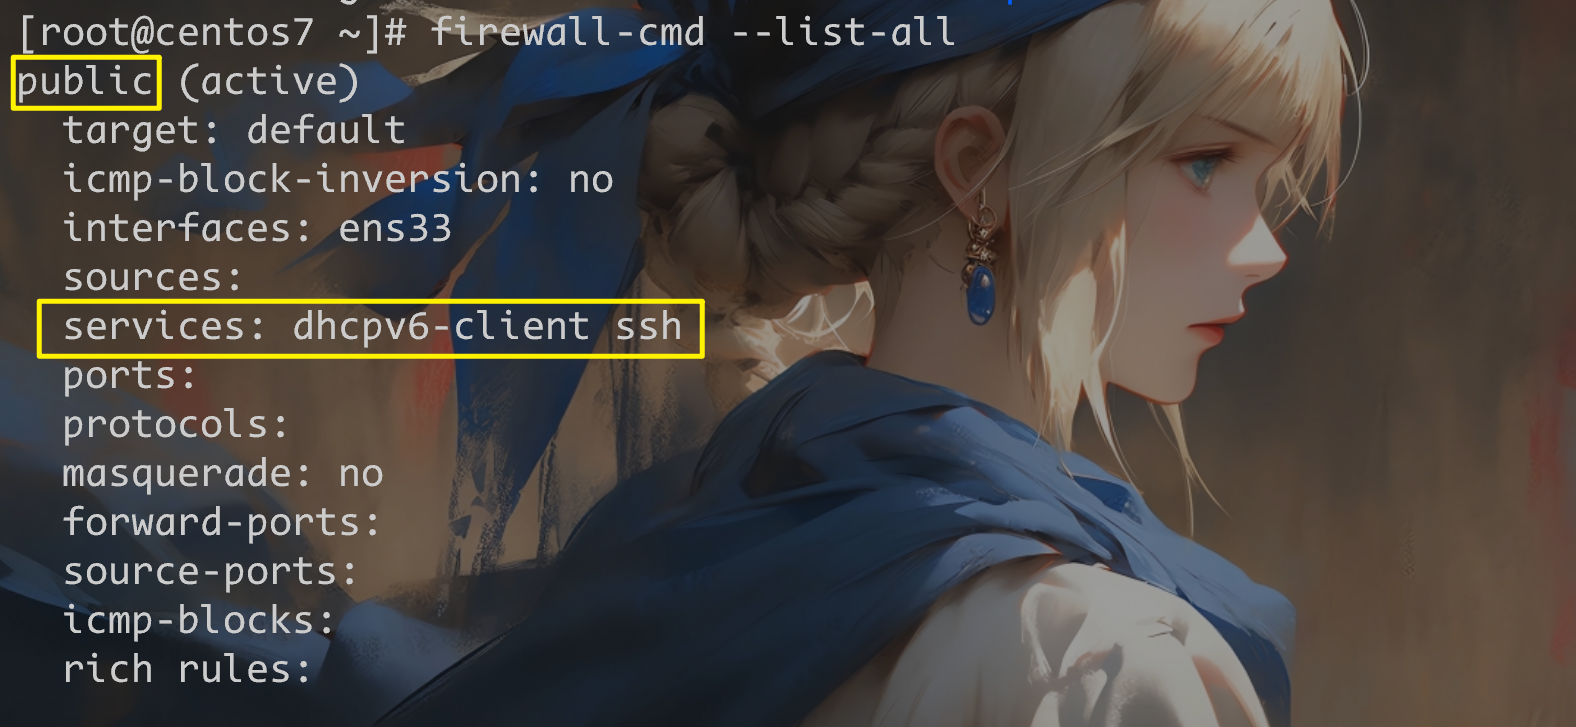 [root@centos7 ~]# firewall-cmd --list-all
public (active)
target: default
icmp-block-inversion: no
interfaces: ens33
sources:
services: dhcpv6-client ssh
ports:
protocols:
masquerade: no
forward-ports:
source-ports:
icmp-blocks:
rich rules: